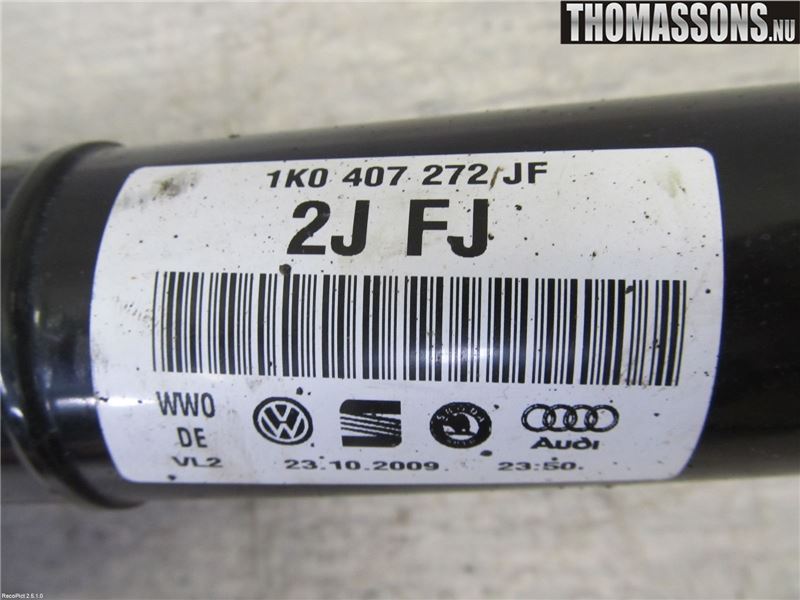 THOMASSONS.NU
1K0 407 272 JF
2J FJ
WWO
DE
VL2
SKODA
Audi
23.10.2009
23:50
RecoPict 2.5.1.0